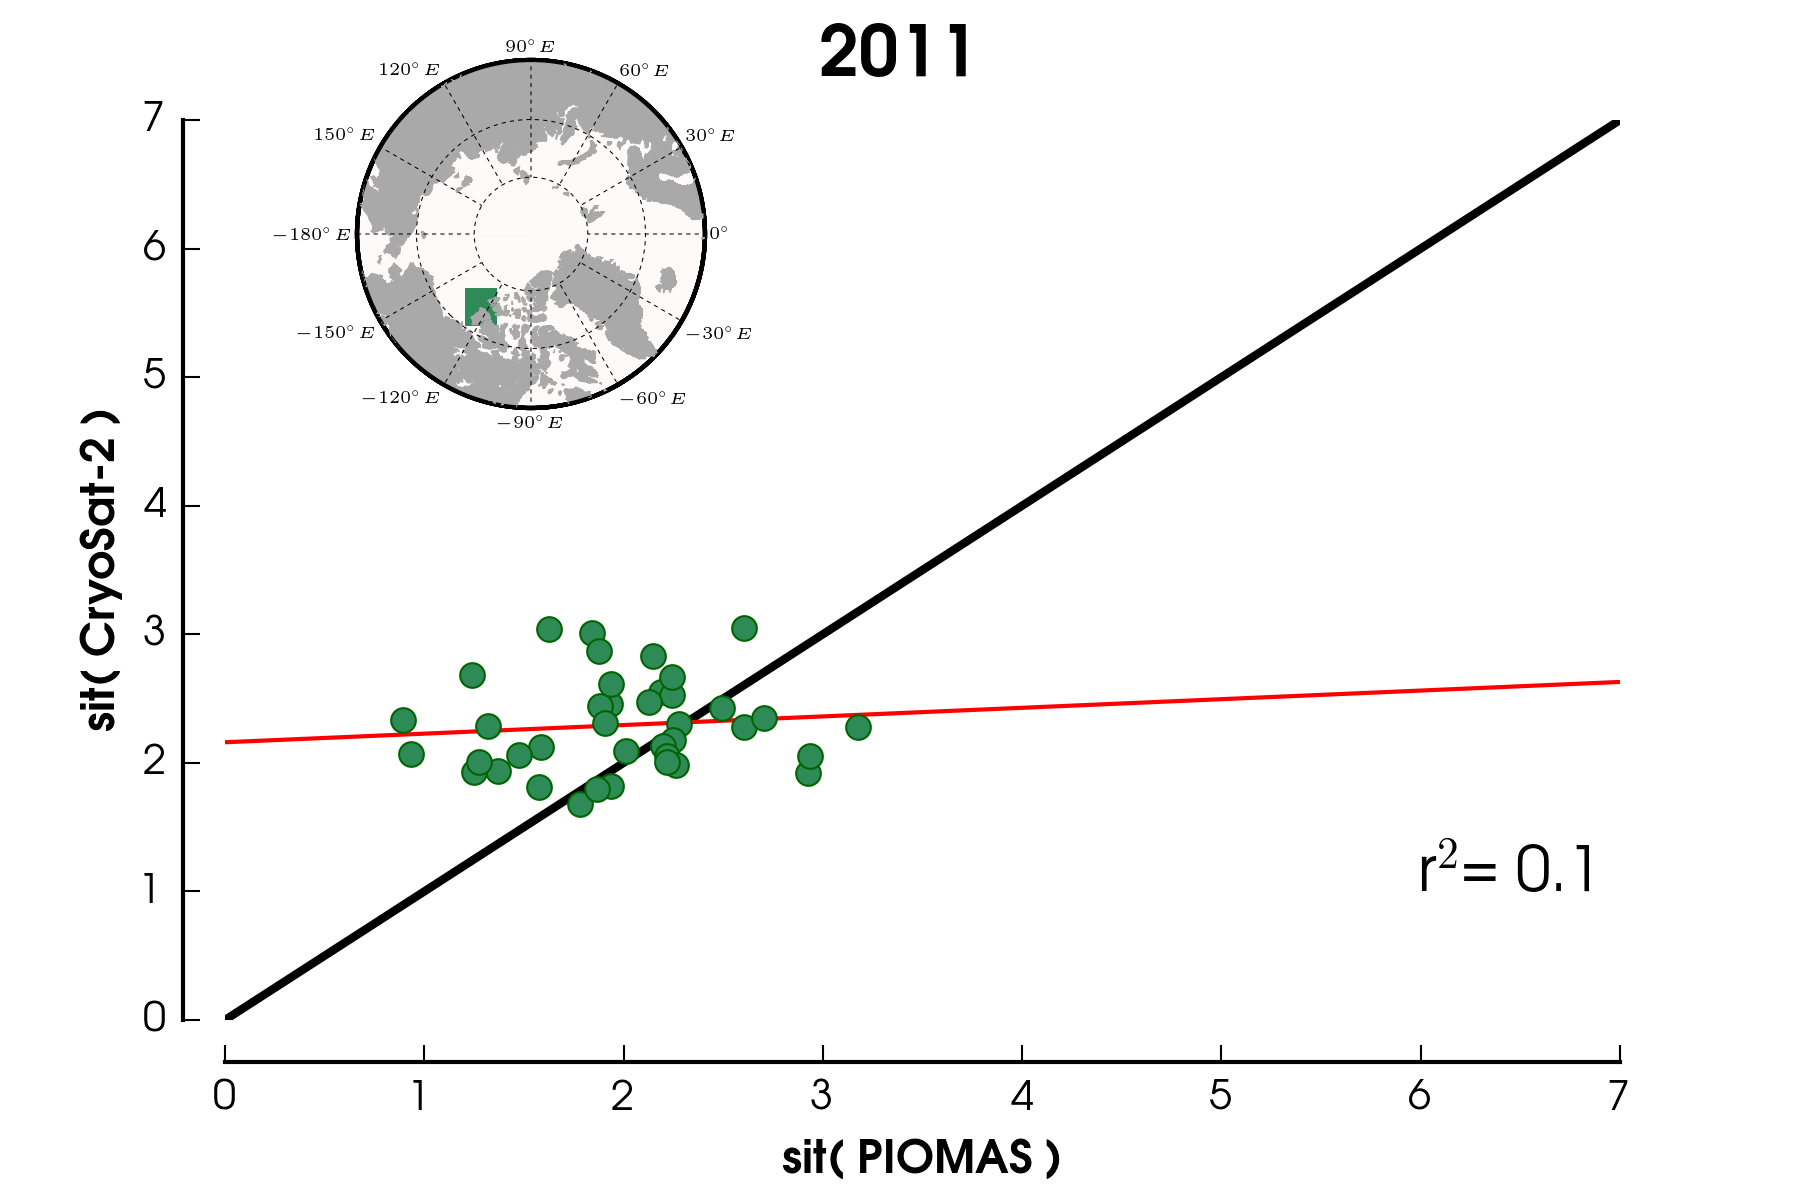 2011
90° E
120° E
60° E
150° E
30° E
−180° E
0°
−150° E
−30° E
−120° E
−60° E
−90° E
7
6
5
4
3
2
1
0
sit( CryoSat-2 )
r²= 0.1
0 1 2 3 4 5 6 7
sit( PIOMAS )